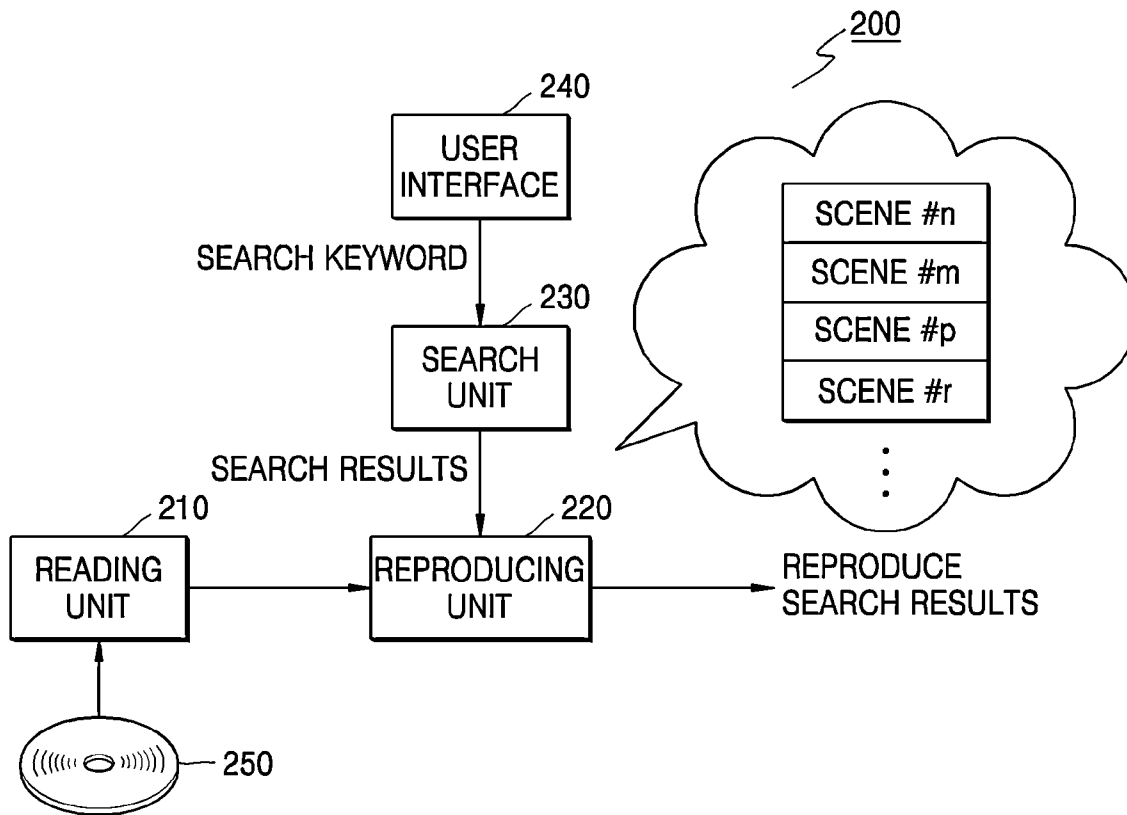 200
240
USER
INTERFACE
SCENE #n
SEARCH KEYWORD
SCENE #m
230
SCENE #p
SEARCH
UNIT
SCENE #r
SEARCH RESULTS
210
220
READING
UNIT
REPRODUCING
UNIT
REPRODUCE
SEARCH RESULTS
250